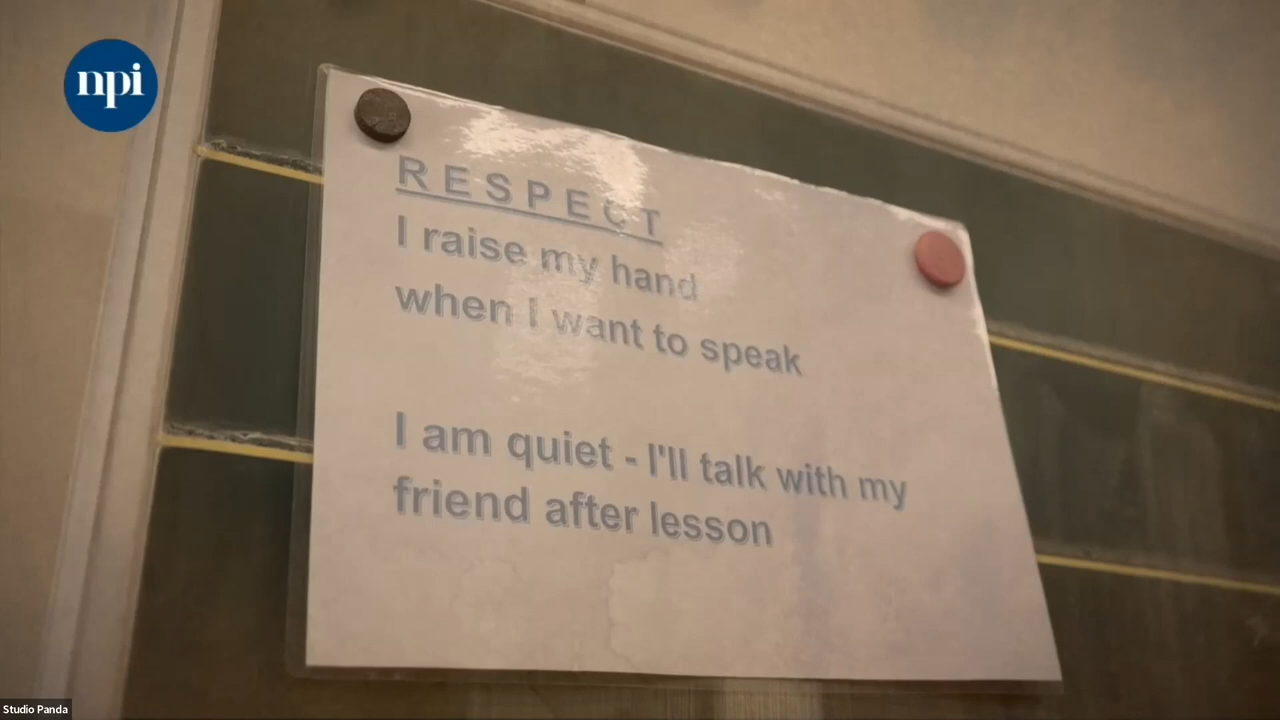 npi
RESPECT
I raise my hand
when I want to speak
I am quiet - I'll talk with my
friend after lesson
Studio Panda